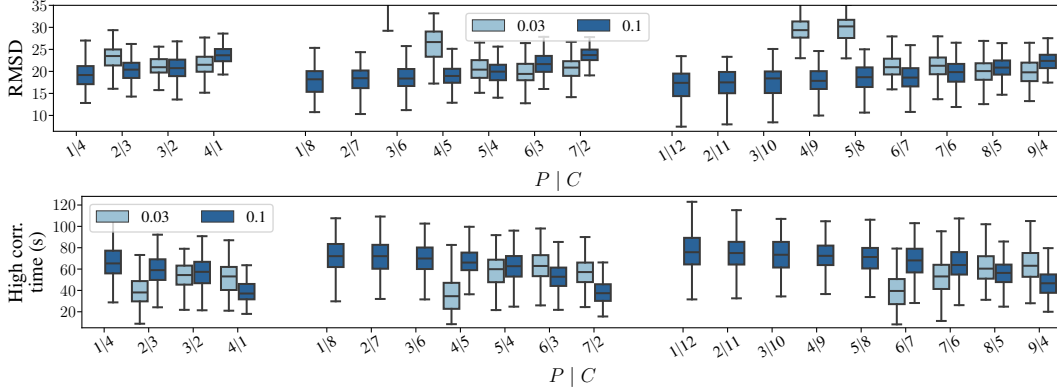 35
30
25
20
15
10
RMSD
0.03 0.1
1/4 2/3 3/2 4/1 1/8 2/7 3/6 4/5 5/4 6/3 7/2 1/12 2/11 3/10 4/9 5/8 6/7 7/6 8/5 9/4
P | C
120
100
80
60
40
20
High corr.
time (s)
0.03 0.1
1/4 2/3 3/2 4/1 1/8 2/7 3/6 4/5 5/4 6/3 7/2 1/12 2/11 3/10 4/9 5/8 6/7 7/6 8/5 9/4
P | C